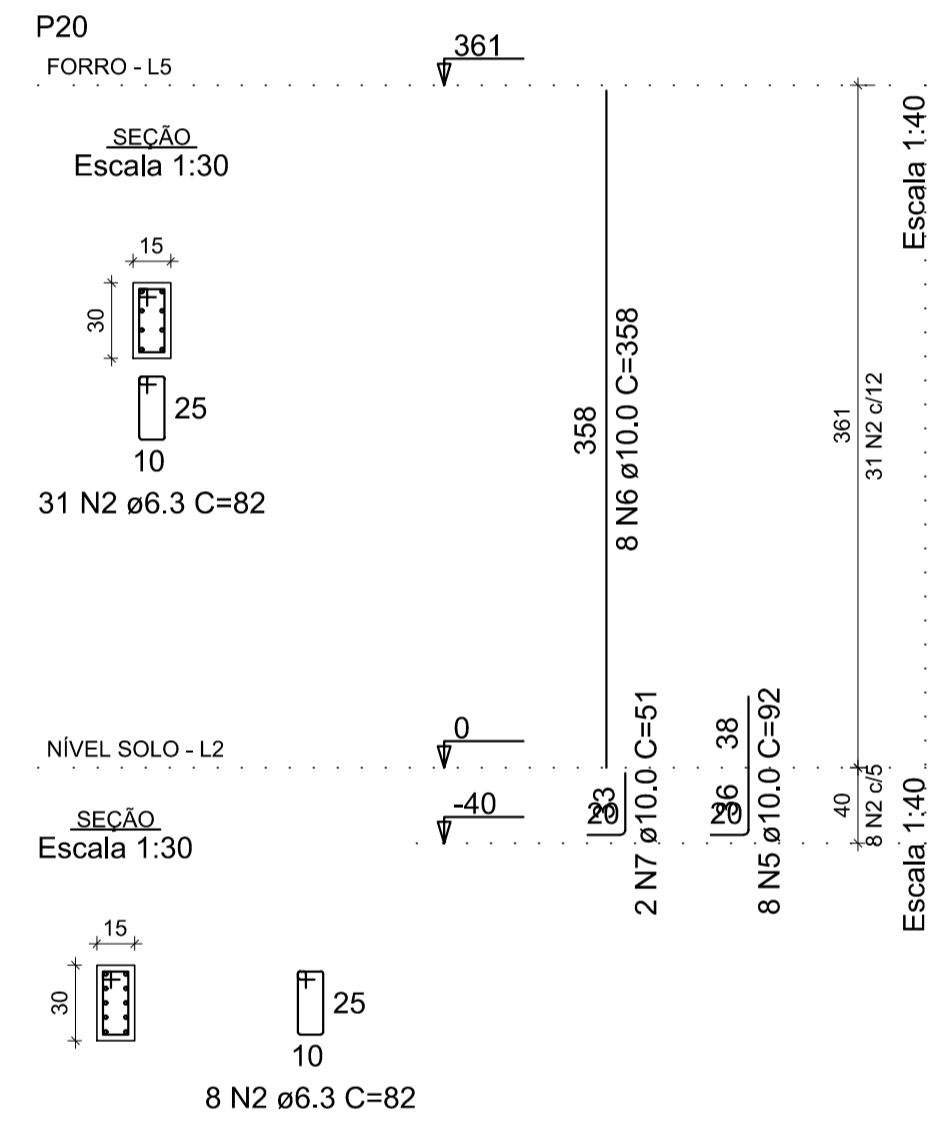 P20
FORRO - L5
361
Escala 1:40
SEÇÃO
Escala 1:30
15
30
25
10
31 N2 ø6.3 C=82
358
8 N6 ø10.0 C=358
361
31 N2 c/12
NÍVEL SOLO - L2
0
-40
SEÇÃO
Escala 1:30
20
33
2 N7 ø10.0 C=51
38
20
36
8 N5 ø10.0 C=92
40
8 N2 c/5
Escala 1:40
15
30
25
10
8 N2 ø6.3 C=82